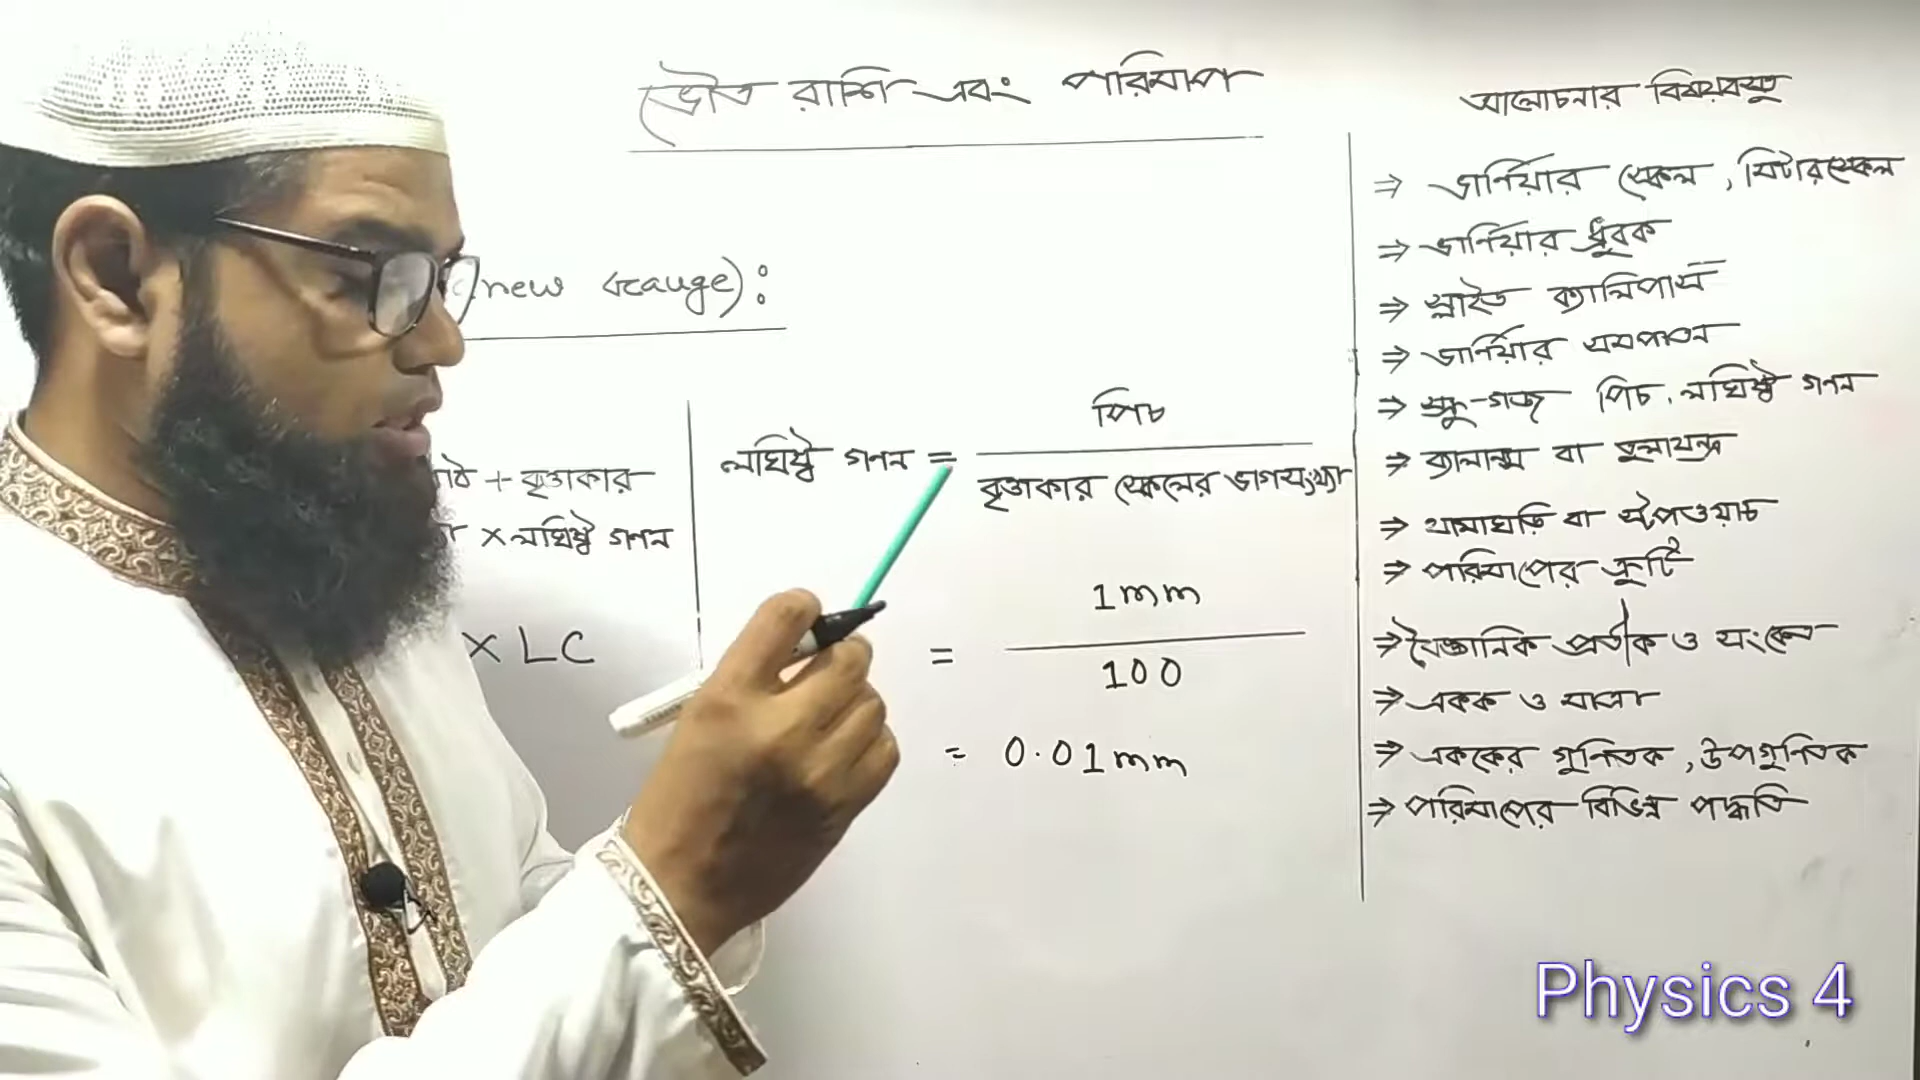 ভৌত রাশি এবং পরিমাপ
new Gauge):
+ বৃত্তাকার
× লঘিষ্ঠ গণন
× LC
লঘিষ্ঠ গণন = পিচ
বৃত্তাকার স্কেলের ভাগসংখ্যা
= 1mm
100
= 0.01mm
আলোচনার বিষয়বস্তু
⇒ ভার্নিয়ার স্কেল, মিটারস্কেল
⇒ ভার্নিয়ার ধ্রুবক
⇒ স্লাইড ক্যালিপার্স
⇒ ভার্নিয়ার সমপাতন
⇒ স্ক্রু-গজ পিচ, লঘিষ্ঠ গণন
⇒ ব্যালান্স বা তুলাযন্ত্র
⇒ থামাঘড়ি বা স্টপওয়াচ
⇒ পরিমাপের ত্রুটি
⇒ বৈজ্ঞানিক প্রতীক ও সংকেত
⇒ একক ও মাত্রা
⇒ এককের গুণিতক, উপগুণিতক
⇒ পরিমাপের বিভিন্ন পদ্ধতি
Physics 4